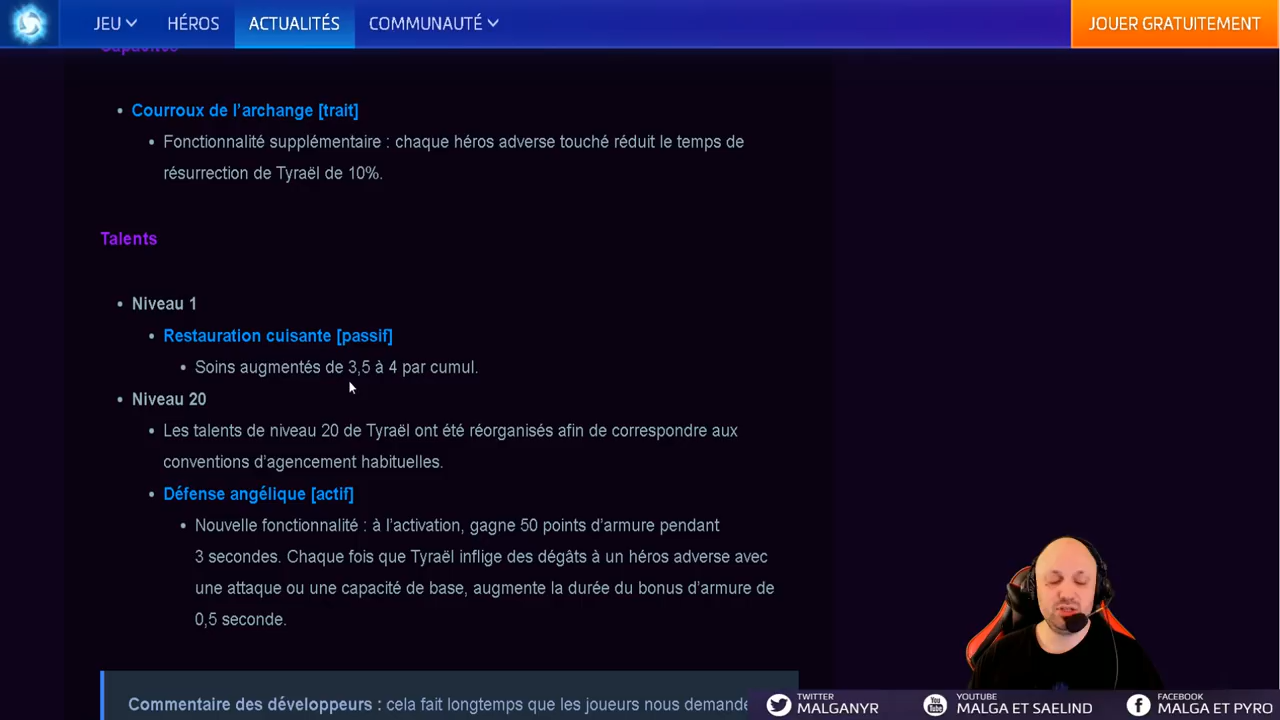 JEU HÉROS ACTUALITÉS COMMUNAUTÉ JOUER GRATUITEMENT
Capacités
• Courroux de l’archange [trait]
• Fonctionnalité supplémentaire : chaque héros adverse touché réduit le temps de
résurrection de Tyraël de 10%.
Talents
• Niveau 1
• Restauration cuisante [passif]
• Soins augmentés de 3,5 à 4 par cumul.
• Niveau 20
• Les talents de niveau 20 de Tyraël ont été réorganisés afin de correspondre aux
conventions d’agencement habituelles.
• Défense angélique [actif]
• Nouvelle fonctionnalité : à l’activation, gagne 50 points d’armure pendant
3 secondes. Chaque fois que Tyraël inflige des dégâts à un héros adverse avec
une attaque ou une capacité de base, augmente la durée du bonus d’armure de
0,5 seconde.
Commentaire des développeurs : cela fait longtemps que les joueurs nous demande
TWITTER
MALGANYR
YOUTUBE
MALGA ET SAELIND
FACEBOOK
MALGA ET PYRO